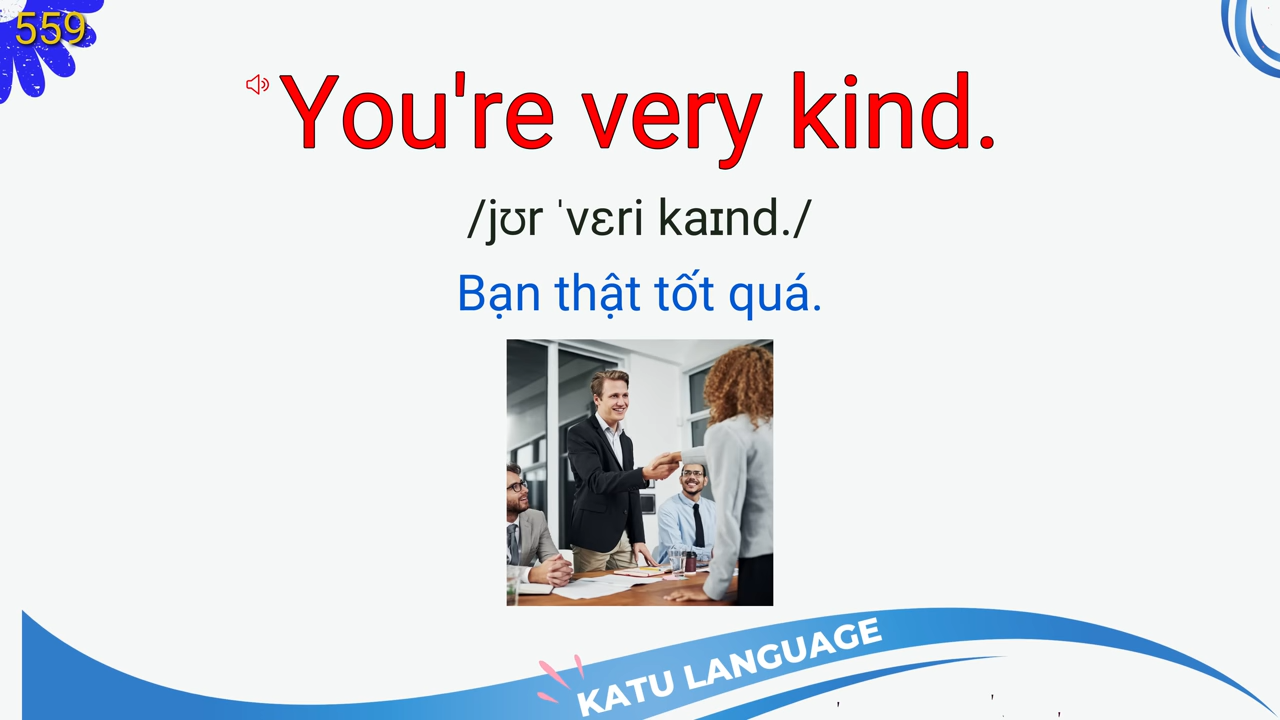 559
You're very kind.
/jʊr ˈvɛri kaɪnd./
Bạn thật tốt quá.
KATU LANGUAGE